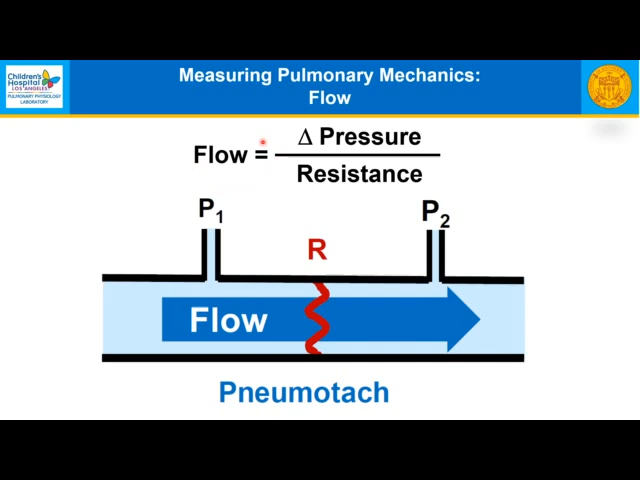 Children's
Hospital
LOS ANGELES
PULMONARY PHYSIOLOGY
LABORATORY
Measuring Pulmonary Mechanics:
Flow
Flow = Δ Pressure
Resistance
P1
P2
R
Flow
Pneumotach